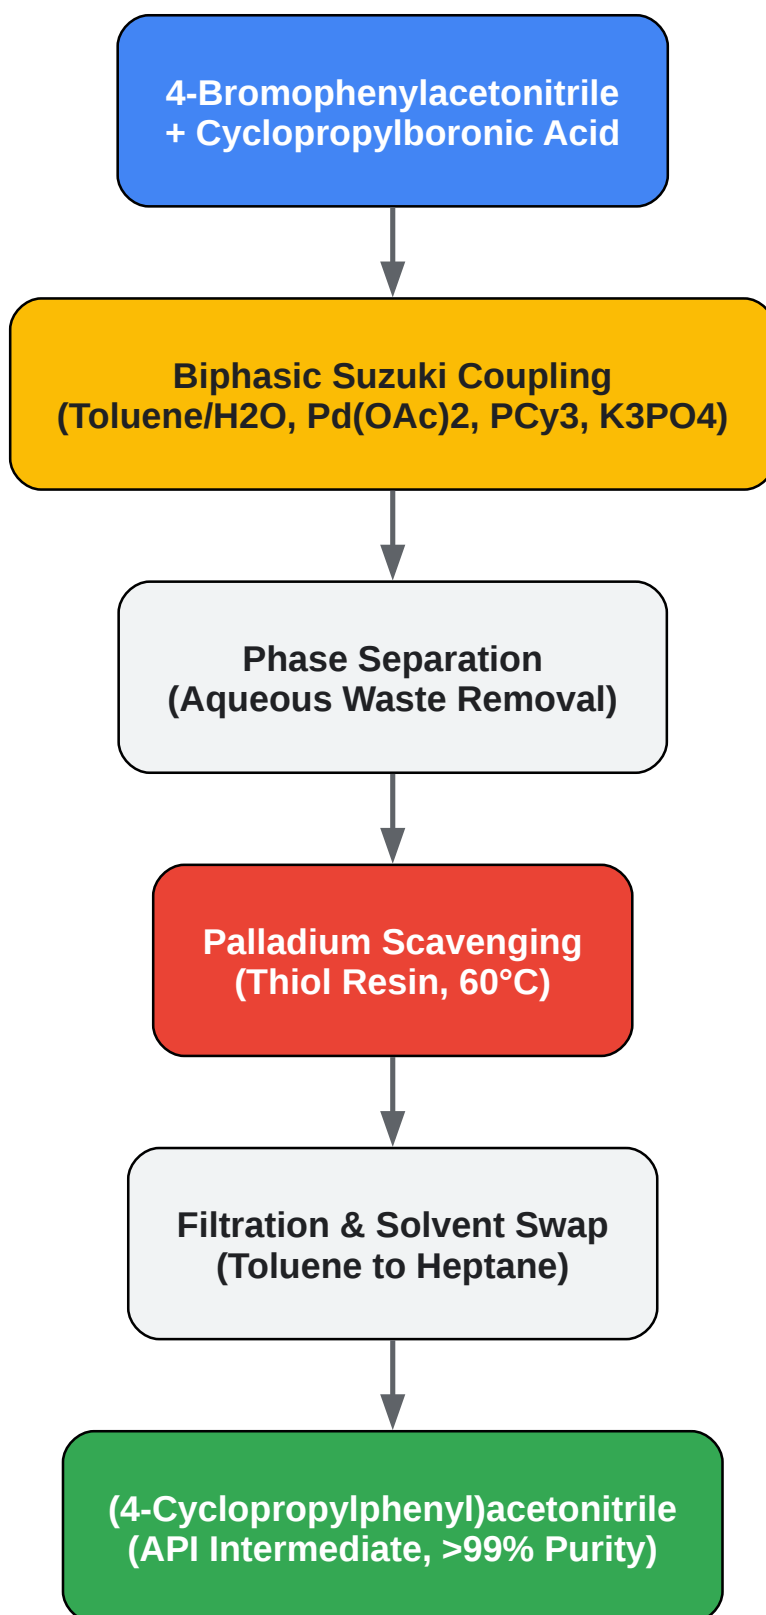 4-Bromophenylacetonitrile
+ Cyclopropylboronic Acid
Biphasic Suzuki Coupling
(Toluene/H2O, Pd(OAc)2, PCy3, K3PO4)
Phase Separation
(Aqueous Waste Removal)
Palladium Scavenging
(Thiol Resin, 60°C)
Filtration & Solvent Swap
(Toluene to Heptane)
(4-Cyclopropylphenyl)acetonitrile
(API Intermediate, >99% Purity)